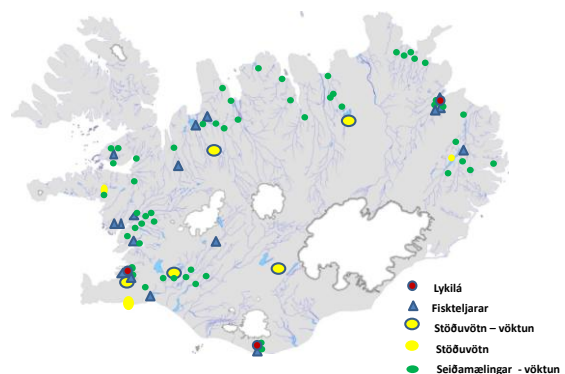 Lykilá
Fiskteljarar
Stöðuvötn – vöktun
Stöðuvötn
Seiðamælingar - vöktun